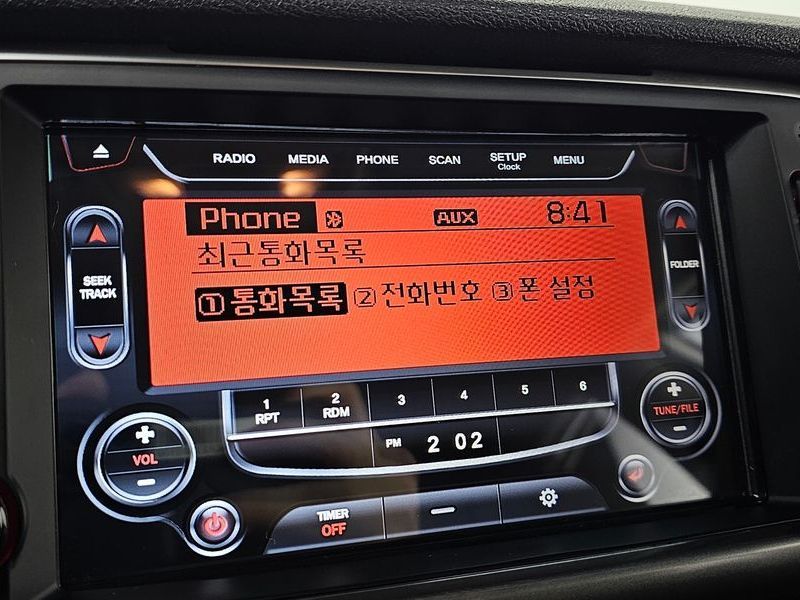 RADIO MEDIA PHONE SCAN SETUP MENU
Clock
Phone AUX 8:41
최근통화목록
①통화목록 ②전화번호 ③폰 설정
SEEK
TRACK
FOLDER
1 2 3 4 5 6
RPT RDM
PM 2 02
VOL
TUNE/FILE
TIMER
OFF